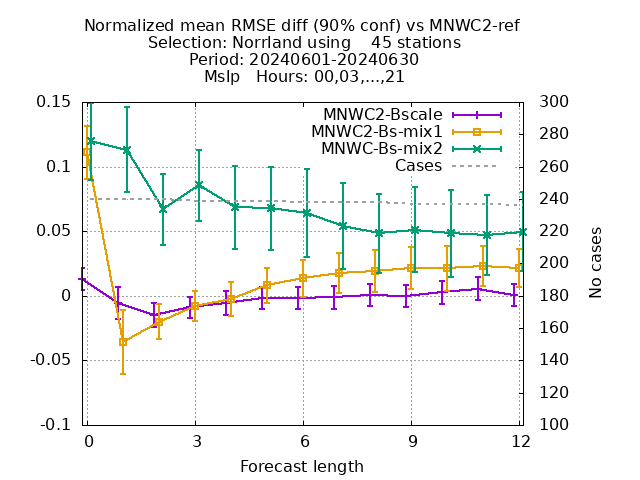 Normalized mean RMSE diff (90% conf) vs MNWC2-ref
Selection: Norrland using    45 stations
Period: 20240601-20240630
Mslp   Hours: 00,03,...,21
MNWC2-Bscale
MNWC2-Bs-mix1
MNWC-Bs-mix2
Cases
0.15
0.1
0.05
0
-0.05
-0.1
300
280
260
240
220
200
180
160
140
120
100
No cases
0 3 6 9 12
Forecast length